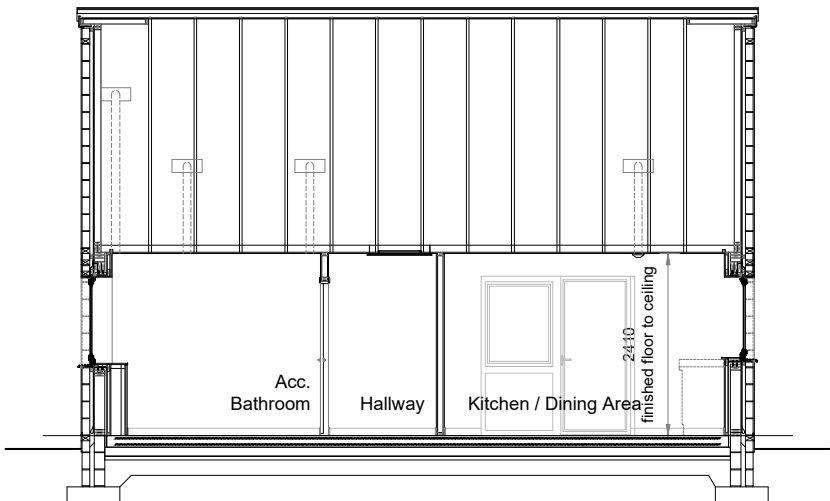 Acc.
Bathroom
Hallway
Kitchen / Dining Area
2410
finished floor to ceiling